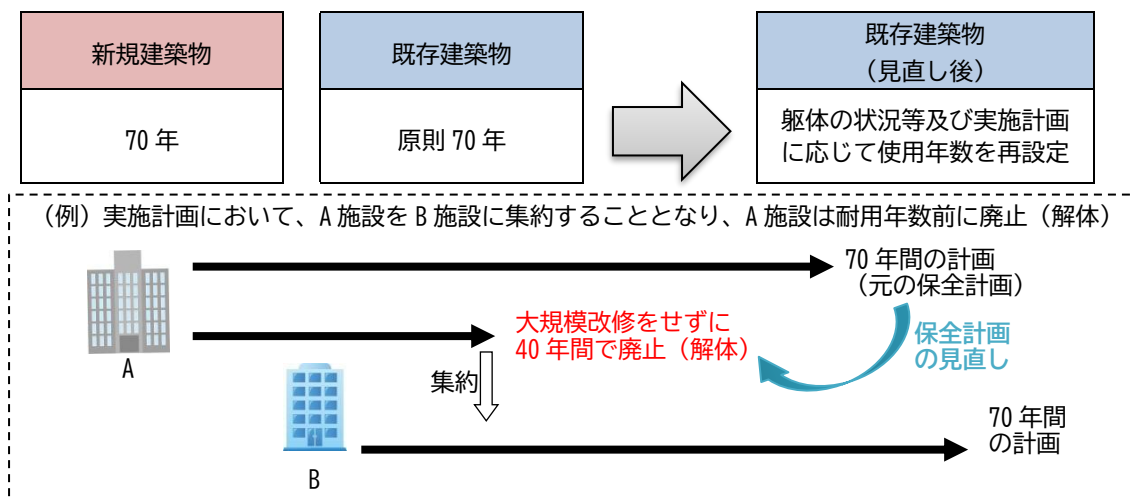 新規建築物
70 年
既存建築物
原則 70 年
既存建築物
（見直し後）
躯体の状況等及び実施計画
に応じて使用年数を再設定
（例）実施計画において、A 施設を B 施設に集約することとなり、A 施設は耐用年数前に廃止（解体）
70 年間の計画
（元の保全計画）
大規模改修をせずに
40 年間で廃止（解体）
保全計画
の見直し
A
集約
B
70 年間
の計画